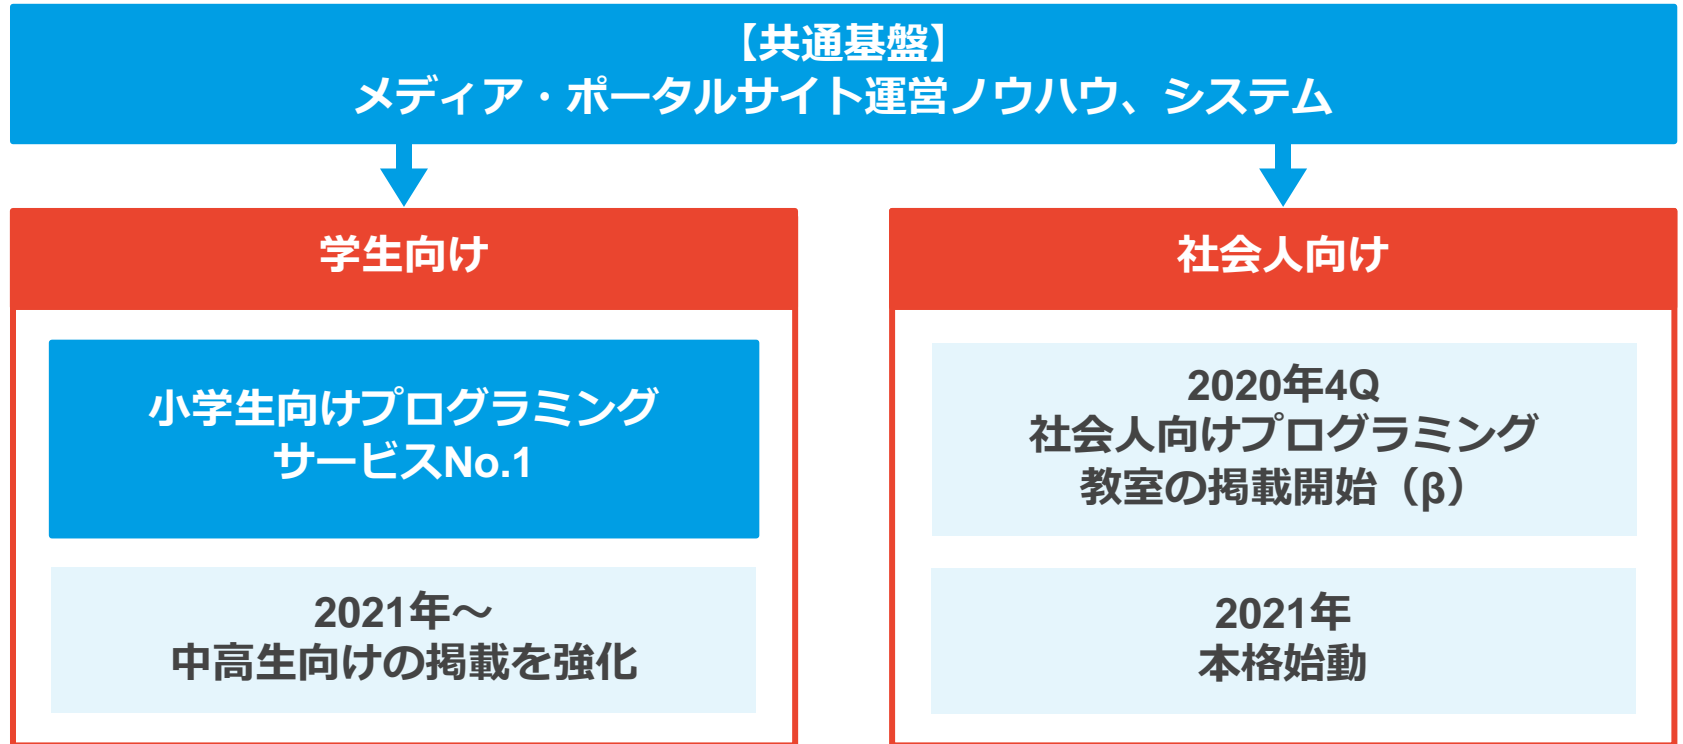 【共通基盤】
メディア・ポータルサイト運営ノウハウ、システム
学生向け
小学生向けプログラミング
サービスNo.1
2021年～
中高生向けの掲載を強化
社会人向け
2020年4Q
社会人向けプログラミング
教室の掲載開始（β）
2021年
本格始動